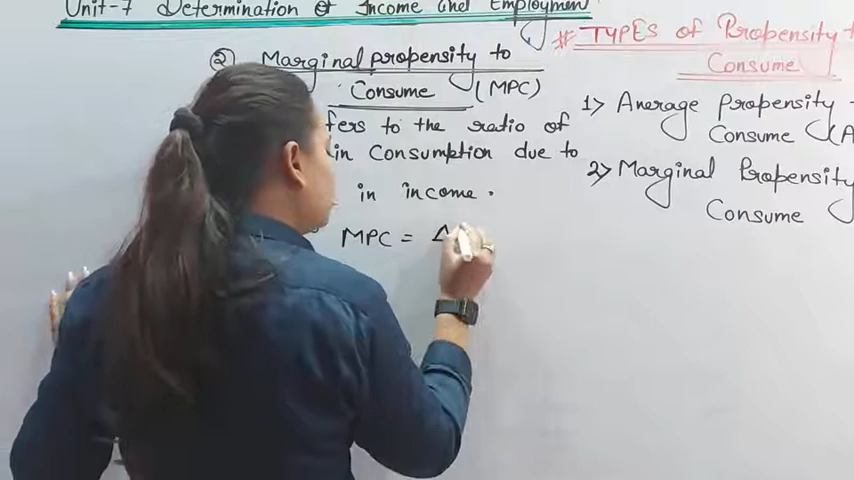 Unit-7 Determination of Income and Employment
② Marginal propensity to
Consume (MPC)
fers to the ratio of
in Consumption due to
in income.
MPC = Δ
# TYPES of Propensity
Consume
1> Average propensity
Consume (A
2> Marginal Propensity
Consume